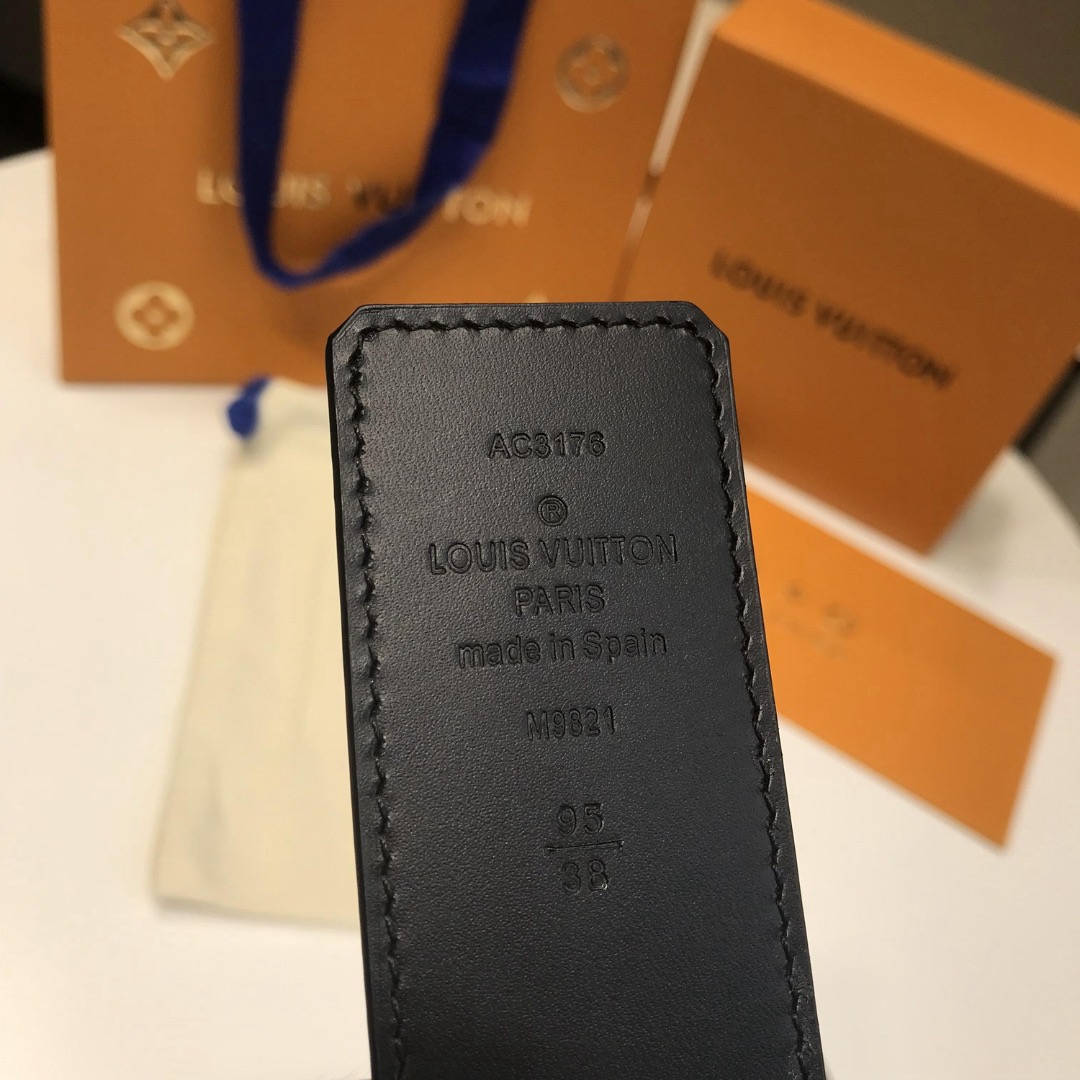 LOUIS VUITTON
LOUIS VUITTON
AC3176
®
LOUIS VUITTON
PARIS
made in Spain
M9821
95
38